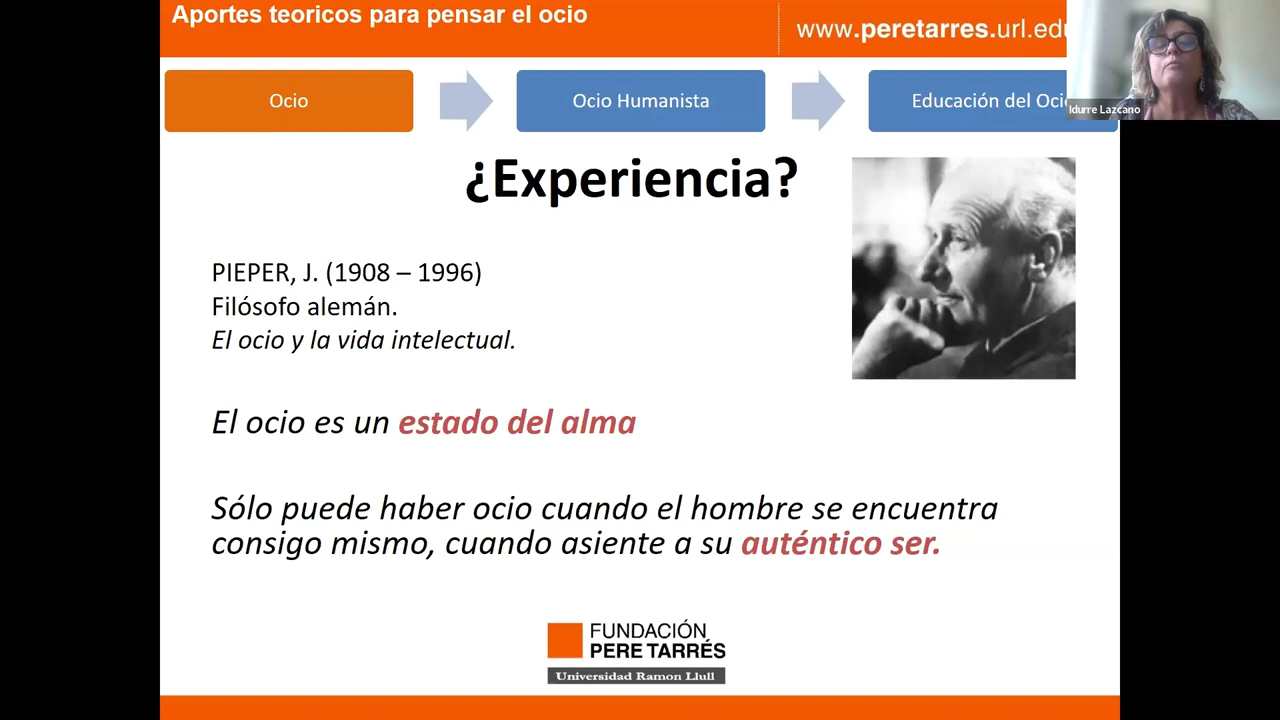 Aportes teoricos para pensar el ocio
www.peretarres.url.edu
Ocio
Ocio Humanista
Educación del Ocio
Idurre Lazcano
¿Experiencia?
PIEPER, J. (1908 – 1996)
Filósofo alemán.
El ocio y la vida intelectual.
El ocio es un estado del alma
Sólo puede haber ocio cuando el hombre se encuentra
consigo mismo, cuando asiente a su auténtico ser.
FUNDACIÓN
PERE TARRÉS
Universidad Ramon Llull